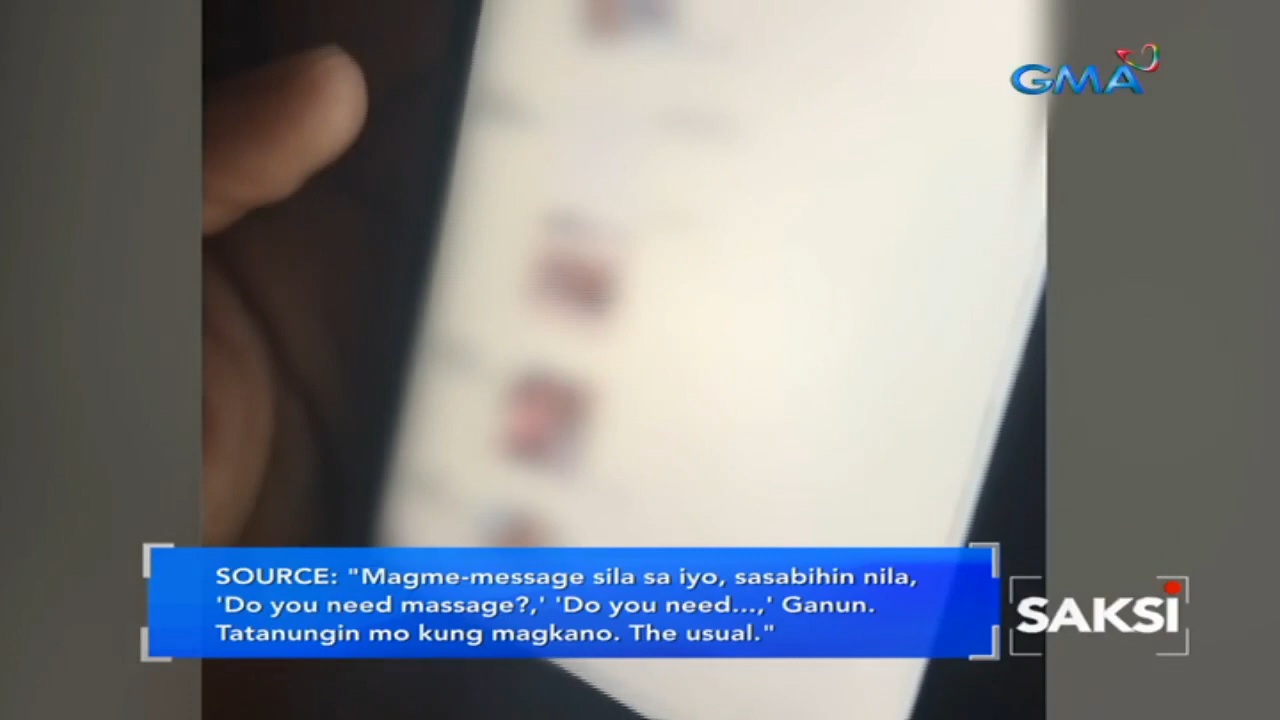 GMA
SOURCE: "Magme-message sila sa iyo, sasabihin nila,
'Do you need massage?,' 'Do you need...,' Ganun.
Tatanungin mo kung magkano. The usual."
SAKSI